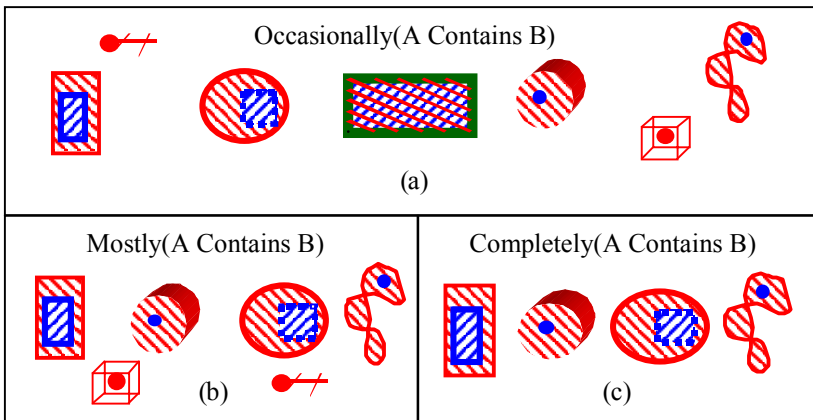 Occasionally(A Contains B)
(a)
Mostly(A Contains B)
(b)
Completely(A Contains B)
(c)